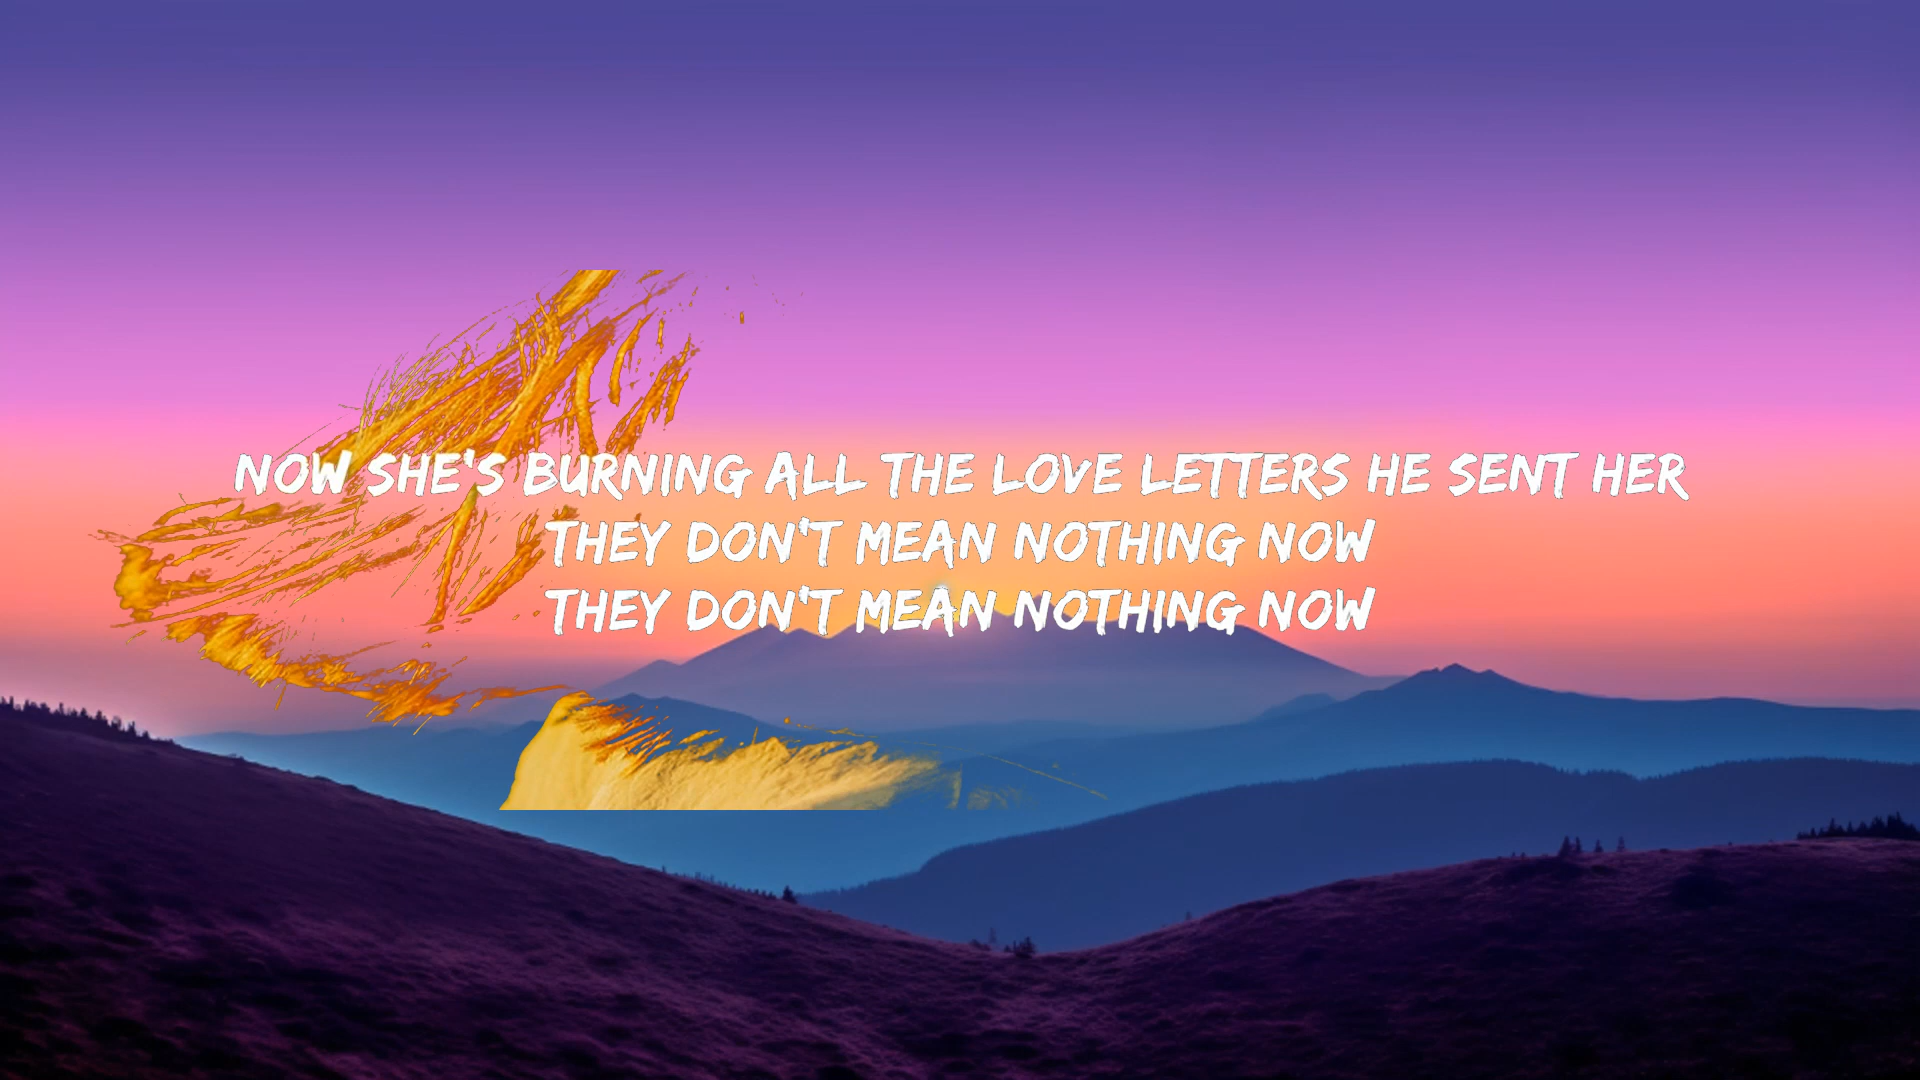 NOW SHE'S BURNING ALL THE LOVE LETTERS HE SENT HER
THEY DON'T MEAN NOTHING NOW
THEY DON'T MEAN NOTHING NOW